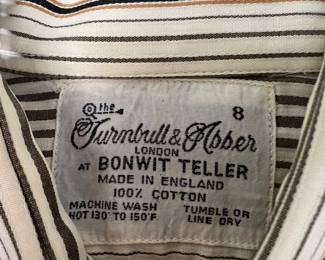 the
8
Turnbull & Asser
LONDON
AT BONWIT TELLER
MADE IN ENGLAND
100% COTTON
MACHINE WASH TUMBLE OR
HOT 130° TO 150°F. LINE DRY